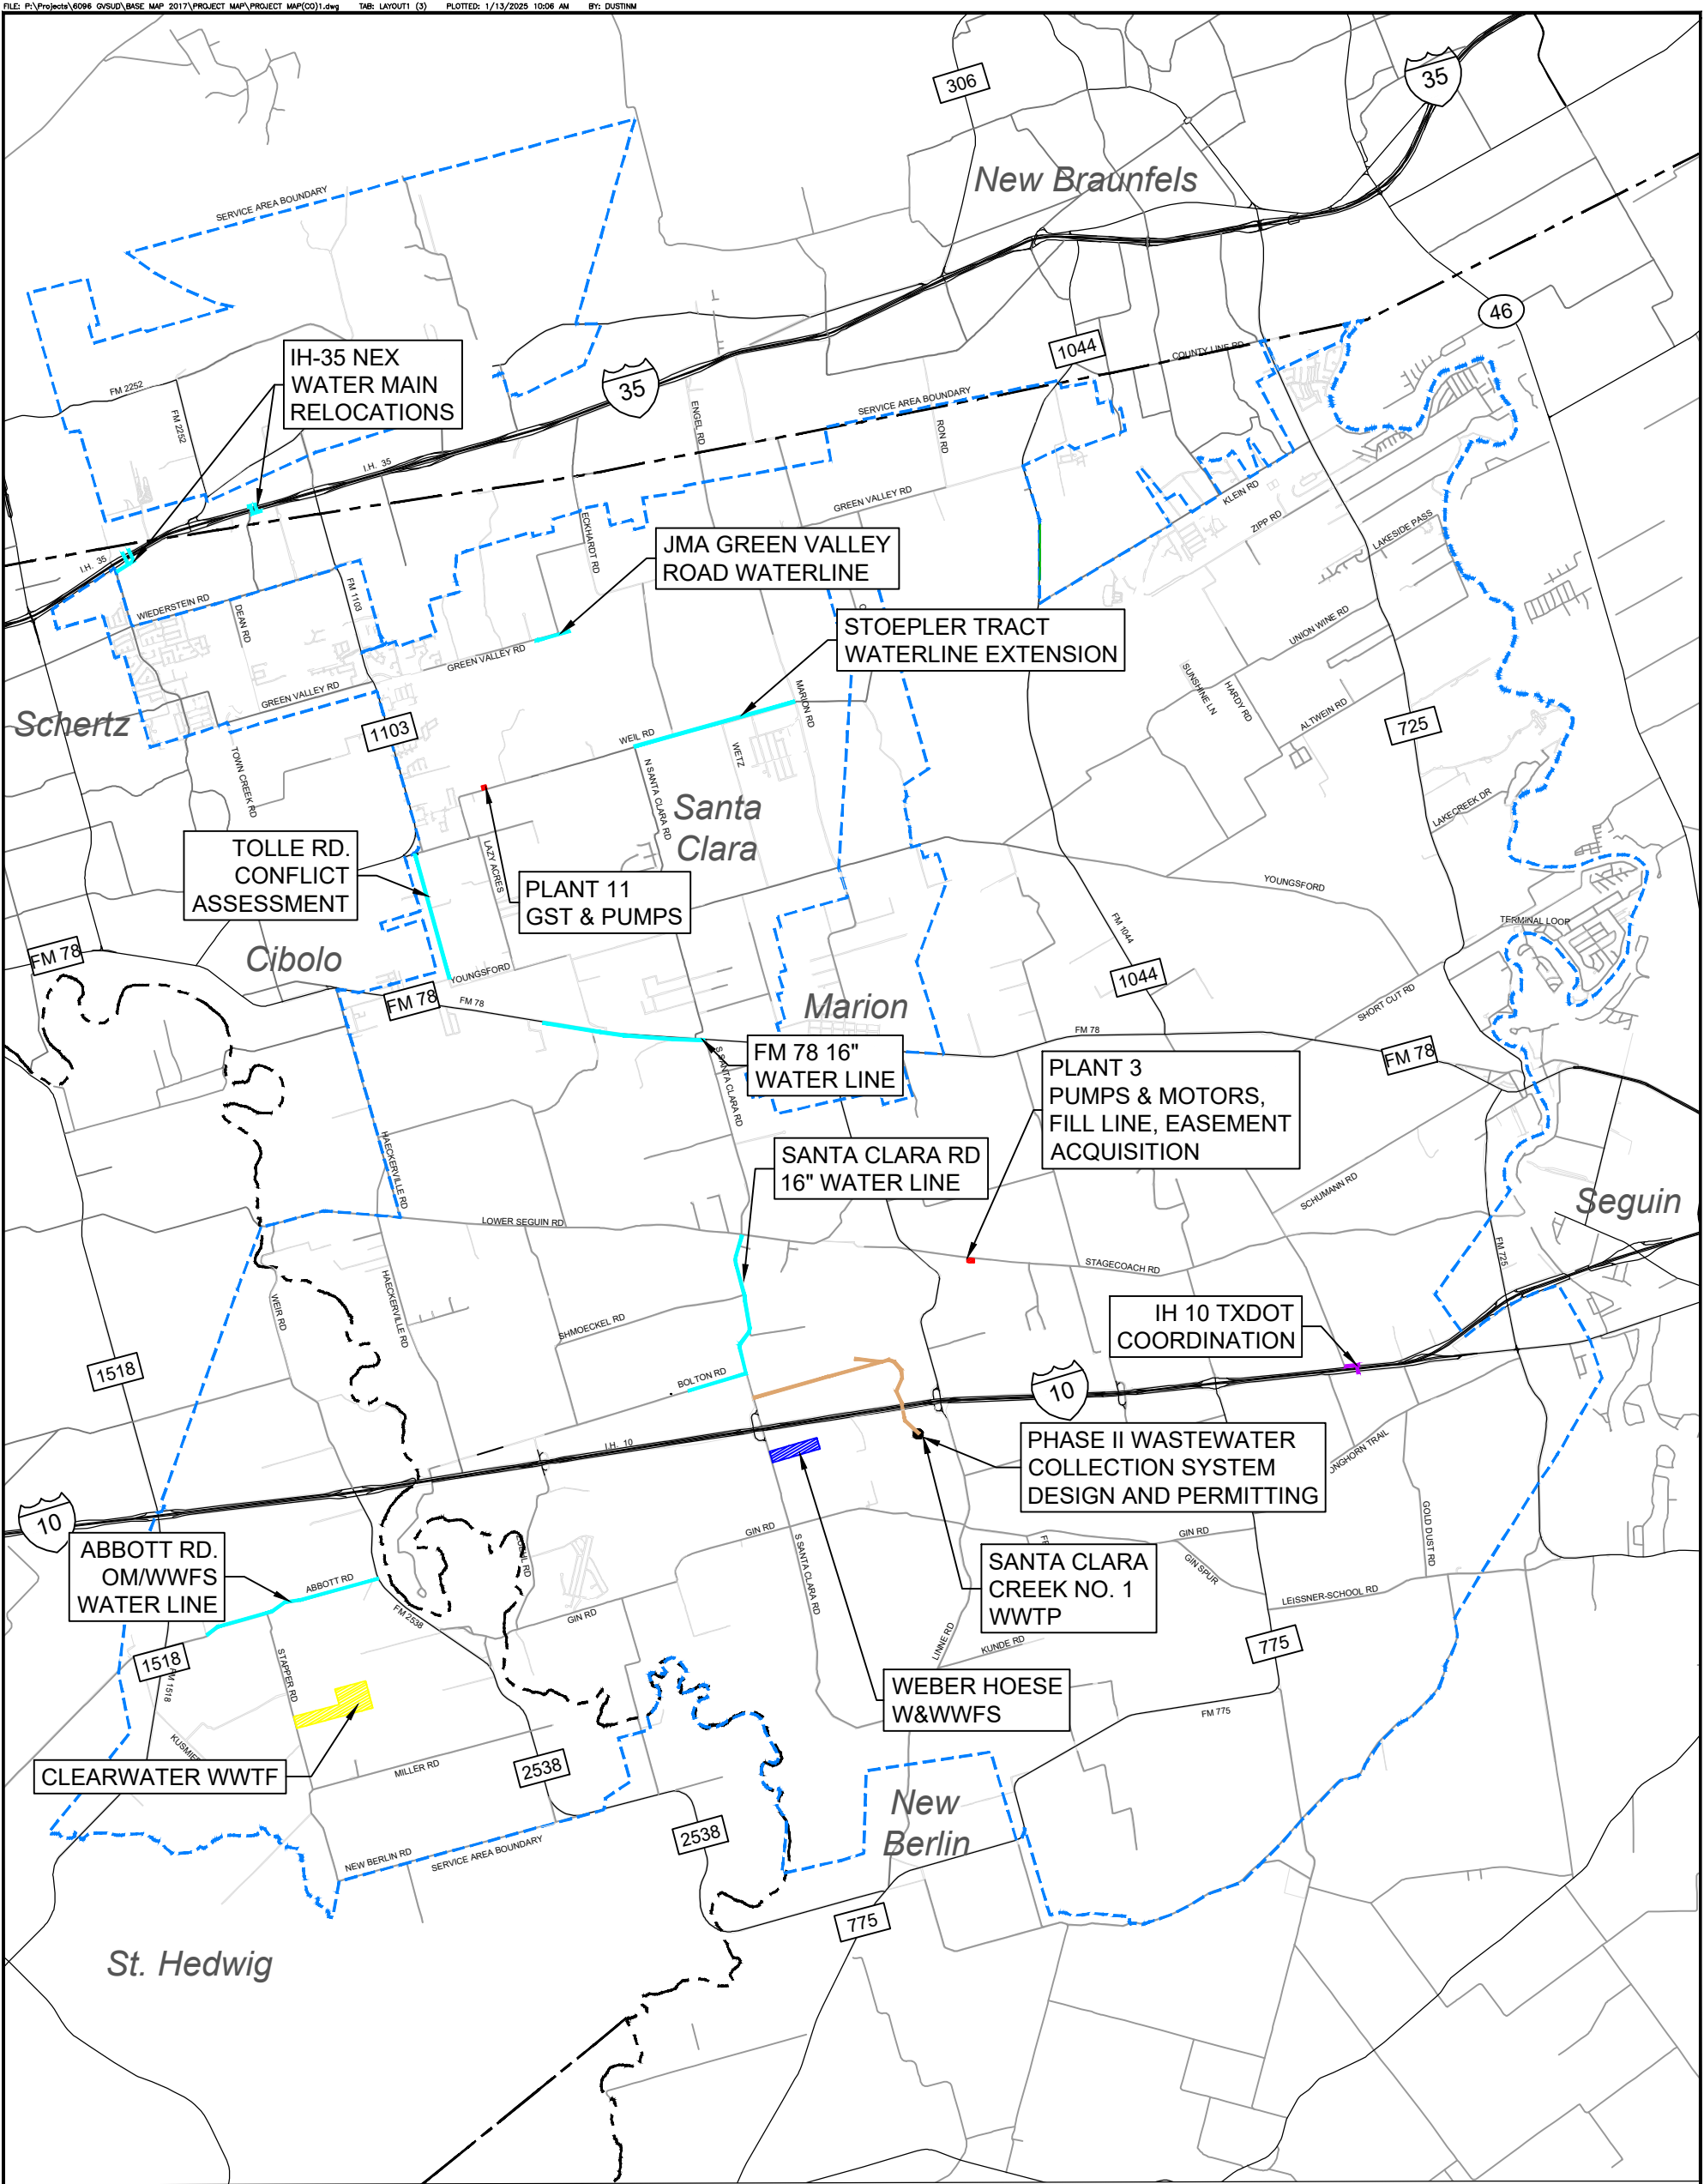 FILE: P:\Projects\6096 GVSUD\BASE MAP 2017\PROJECT MAP\PROJECT MAP(CO)1.dwg TAB: LAYOUT1 (3) PLOTTED: 1/13/2025 10:06 AM BY: DUSTINM
306
35
New Braunfels
SERVICE AREA BOUNDARY
46
IH-35 NEX
WATER MAIN
RELOCATIONS
1044
COUNTY LINE RD
FM 2252
FM 2252
35
ENGEL RD
SERVICE AREA BOUNDARY
RON RD
I.H. 35
GREEN VALLEY RD
KLEIN RD
ZIPP RD
LAKESIDE PASS
ECKHARDT RD
JMA GREEN VALLEY
ROAD WATERLINE
I.H. 35
WIEDERSTEIN RD
DEAN RD
FM 1103
STOEPLER TRACT
WATERLINE EXTENSION
UNION WINE RD
GREEN VALLEY RD
GREEN VALLEY RD
SUNSHINE LN
HARDY RD
ALTWEIN RD
MARION RD
Schertz
1103
725
WEIL RD
WETZ
TOWN CREEK RD
N SANTA CLARA RD
Santa
Clara
LAKECREEK DR
TOLLE RD.
CONFLICT
ASSESSMENT
LAZY ACRES
PLANT 11
GST & PUMPS
YOUNGSFORD
TERMINAL LOOP
FM 1044
FM 78
Cibolo
YOUNGSFORD
1044
FM 78
FM 78
Marion
SHORT CUT RD
FM 78
FM 78
FM 78 16"
WATER LINE
S SANTA CLARA RD
PLANT 3
PUMPS & MOTORS,
FILL LINE, EASEMENT
ACQUISITION
HAECKERVILLE RD
SANTA CLARA RD
16" WATER LINE
SCHUMANN RD
Seguin
LOWER SEGUIN RD
STAGECOACH RD
FM 725
WEIR RD
HAECKERVILLE RD
SHMOECKEL RD
IH 10 TXDOT
COORDINATION
1518
BOLTON RD
10
I.H. 10
PHASE II WASTEWATER
COLLECTION SYSTEM
DESIGN AND PERMITTING
10
GOLD DUST RD
ABBOTT RD.
OM/WWFS
WATER LINE
GIN RD
GIN RD
S SANTA CLARA RD
SANTA CLARA
CREEK NO. 1
WWTP
GIN SPUR
ABBOTT RD
LEISSNER-SCHOOL RD
FM 2538
GIN RD
LINNE RD
KUNDE RD
775
1518
FM 1518
STAPPER RD
WEBER HOESE
W&WWFS
FM 775
CLEARWATER WWTF
MILLER RD
2538
New
Berlin
2538
NEW BERLIN RD
SERVICE AREA BOUNDARY
775
St. Hedwig